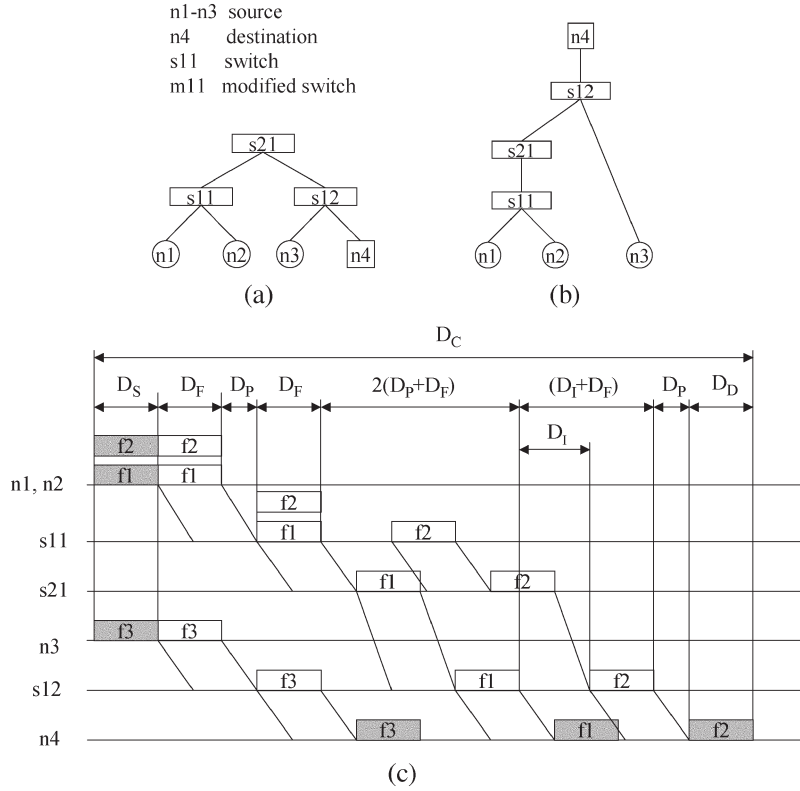 n1-n3 source
n4 destination
s11 switch
m11 modified switch
s21
s11 s12
n1 n2 n3 n4
(a)
n4
s12
s21
s11
n1 n2 n3
(b)
D_C
D_S D_F D_P D_F 2(D_P+D_F) (D_I+D_F) D_P D_D
D_I
f2 f2
n1, n2 f1 f1
f2
s11 f1 f2
s21 f1 f2
n3 f3 f3
s12 f3 f1 f2
n4 f3 f1 f2
(c)